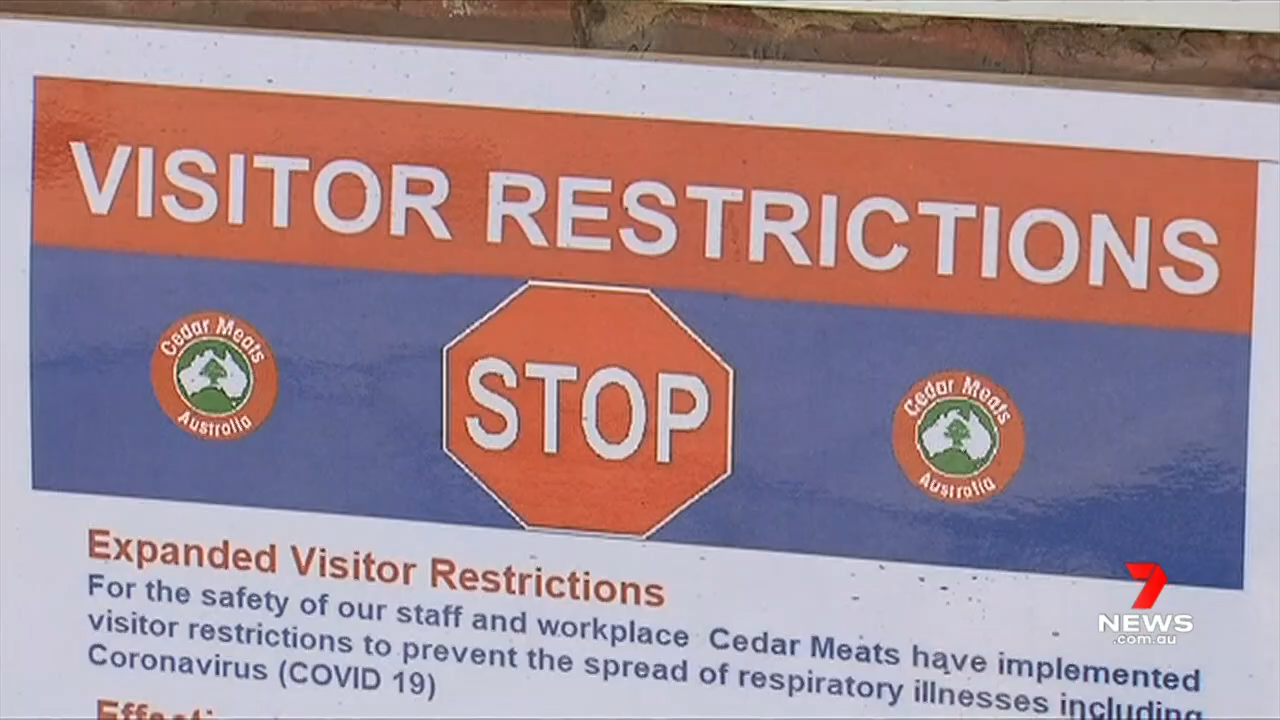 VISITOR RESTRICTIONS
Cedar Meats
Australia
STOP
Cedar Meats
Australia
Expanded Visitor Restrictions
For the safety of our staff and workplace Cedar Meats have implemented
visitor restrictions to prevent the spread of respiratory illnesses including
Coronavirus (COVID 19)
7
NEWS
.com.au